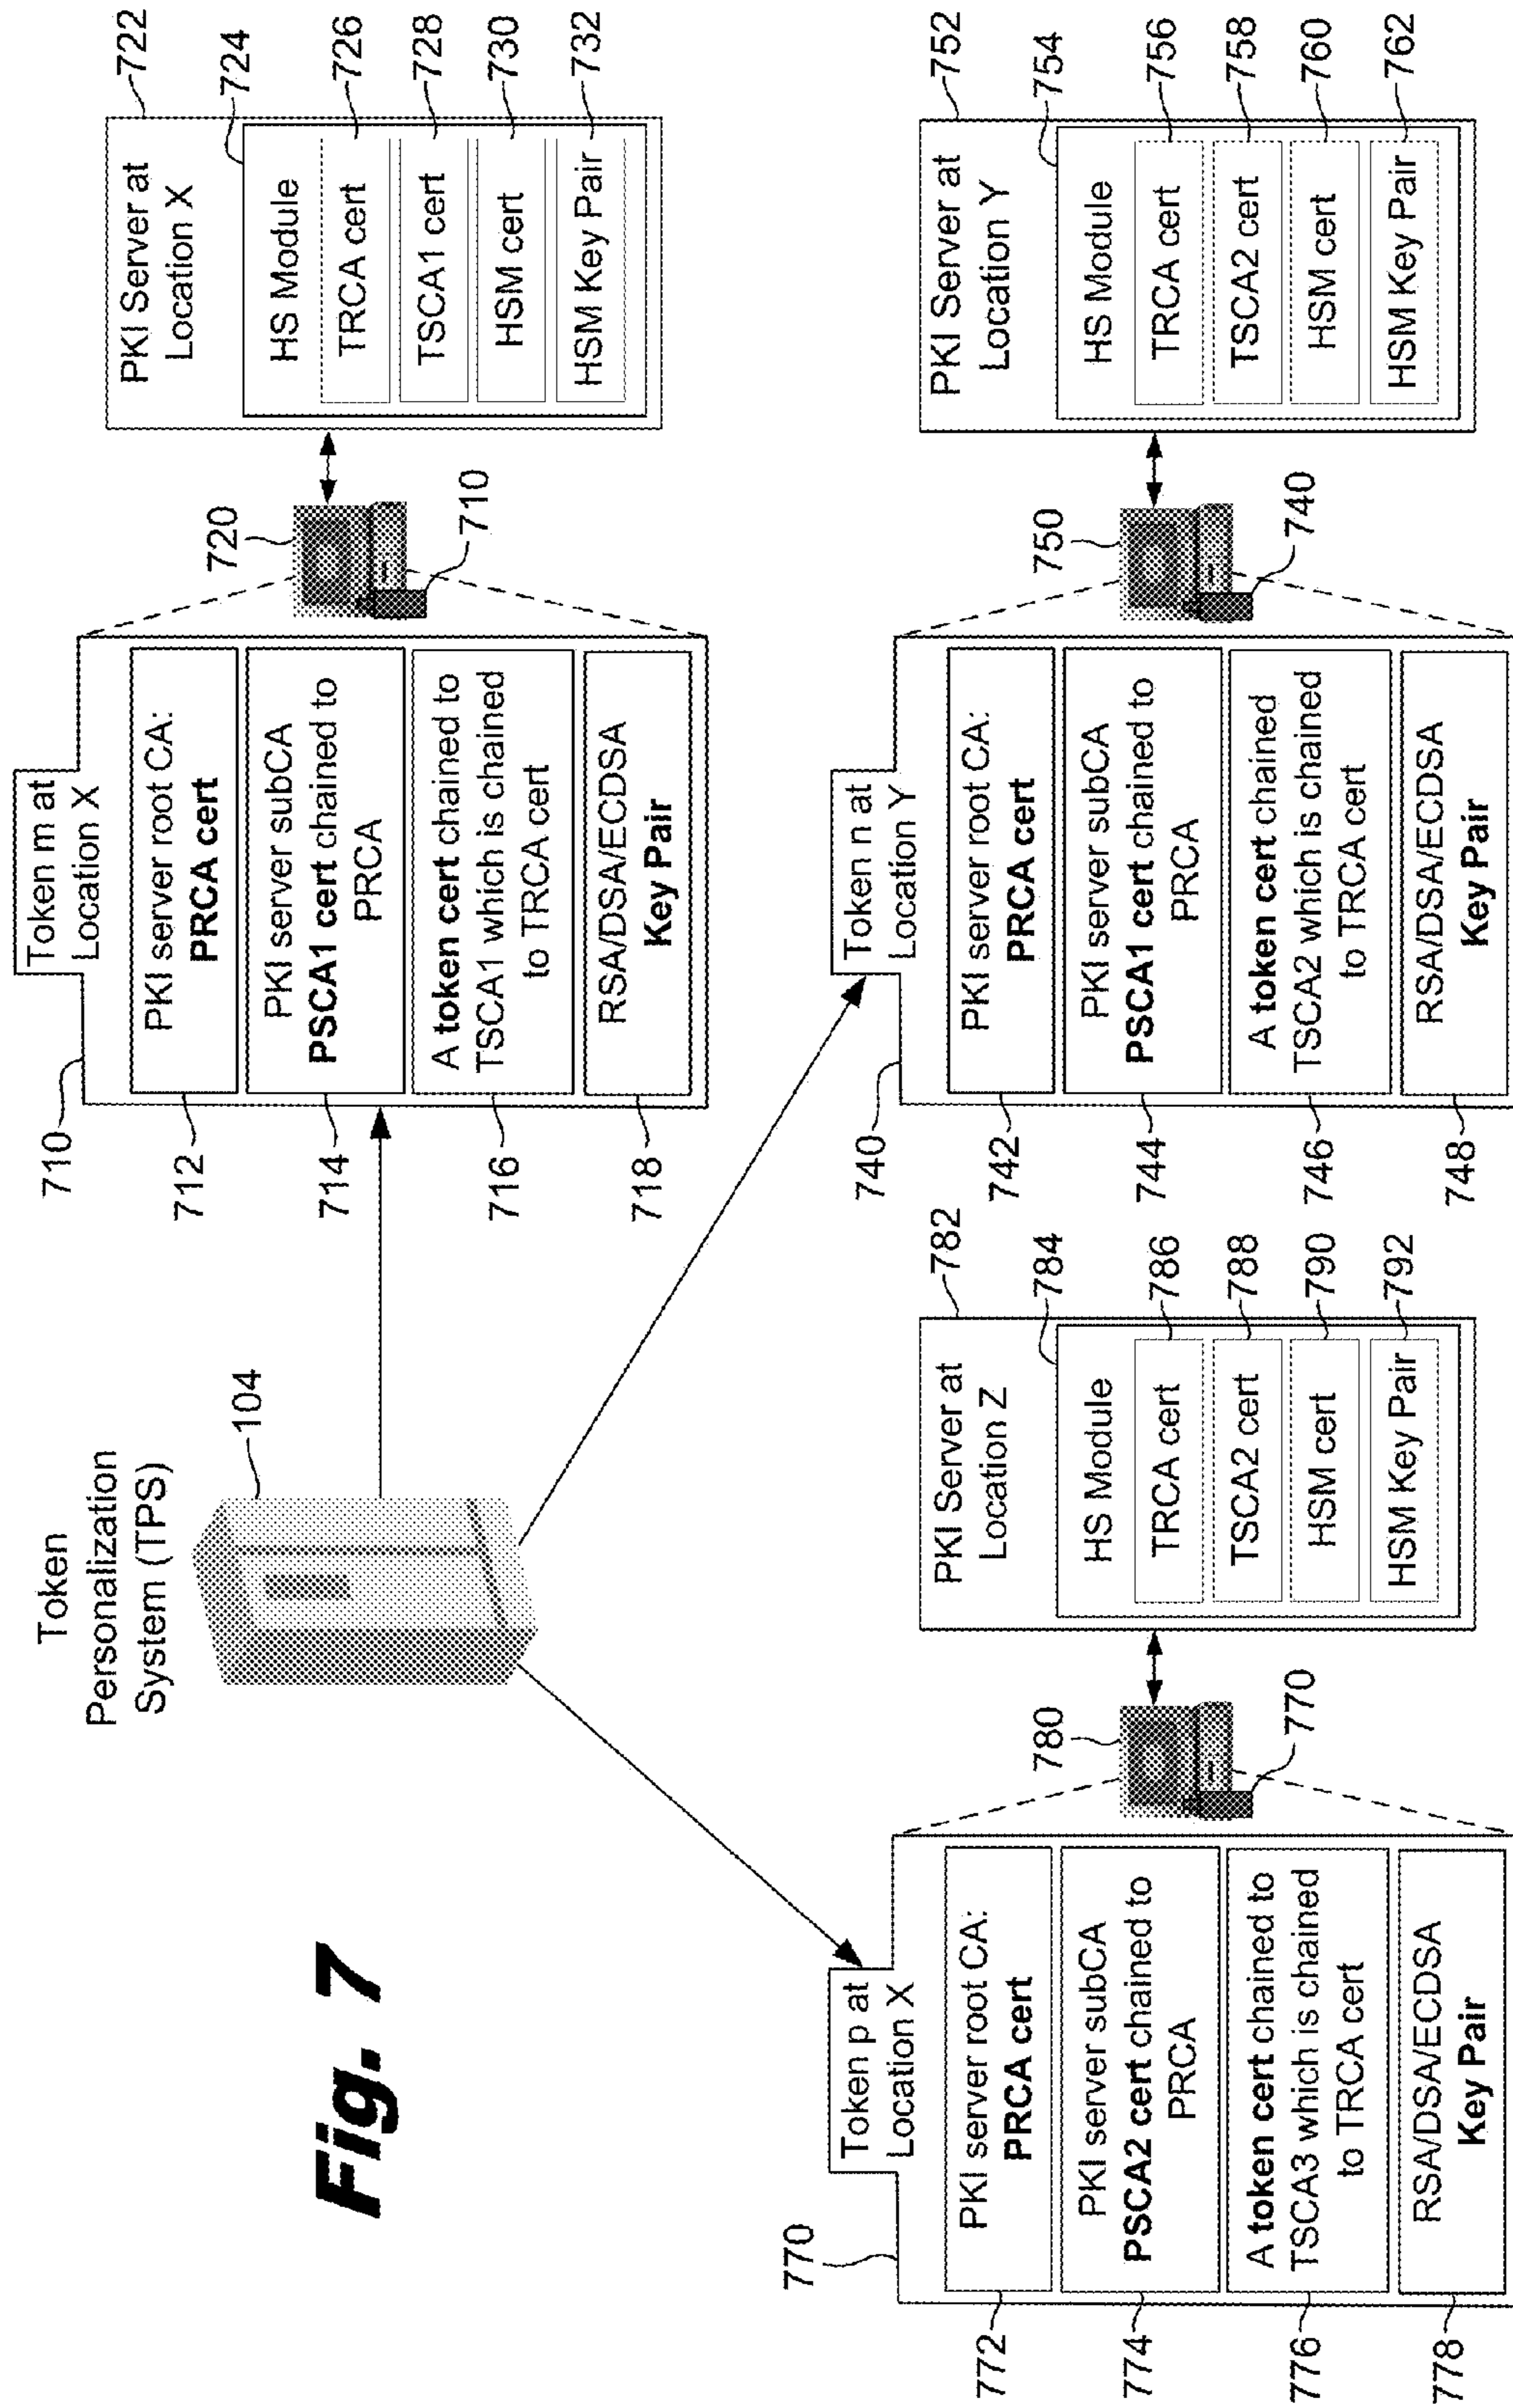 Fig. 7
Token
Personalization
System (TPS)
104
710
Token m at
Location X
712
PKI server root CA:
PRCA cert
714
PKI server subCA
PSCA1 cert chained to
PRCA
716
A token cert chained to
TSCA1 which is chained
to TRCA cert
718
RSA/DSA/ECDSA
Key Pair
720
710
722
PKI Server at
Location X
724
HS Module
TRCA cert
726
TSCA1 cert
728
HSM cert
730
HSM Key Pair
732
770
Token p at
Location X
772
PKI server root CA:
PRCA cert
774
PKI server subCA
PSCA2 cert chained to
PRCA
776
A token cert chained to
TSCA3 which is chained
to TRCA cert
778
RSA/DSA/ECDSA
Key Pair
780
770
782
PKI Server at
Location Z
784
HS Module
TRCA cert
786
TSCA2 cert
788
HSM cert
790
HSM Key Pair
792
740
Token n at
Location Y
742
PKI server root CA:
PRCA cert
744
PKI server subCA
PSCA1 cert chained to
PRCA
746
A token cert chained
TSCA2 which is chained
to TRCA cert
748
RSA/DSA/ECDSA
Key Pair
750
740
752
PKI Server at
Location Y
754
HS Module
TRCA cert
756
TSCA2 cert
758
HSM cert
760
HSM Key Pair
762